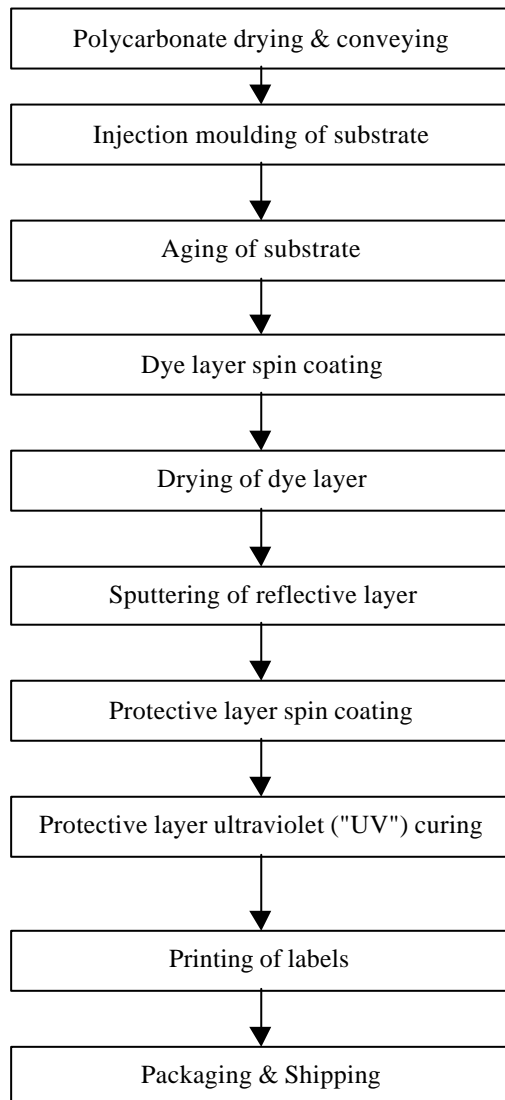 Polycarbonate drying & conveying
Injection moulding of substrate
Aging of substrate
Dye layer spin coating
Drying of dye layer
Sputtering of reflective layer
Protective layer spin coating
Protective layer ultraviolet ("UV") curing
Printing of labels
Packaging & Shipping